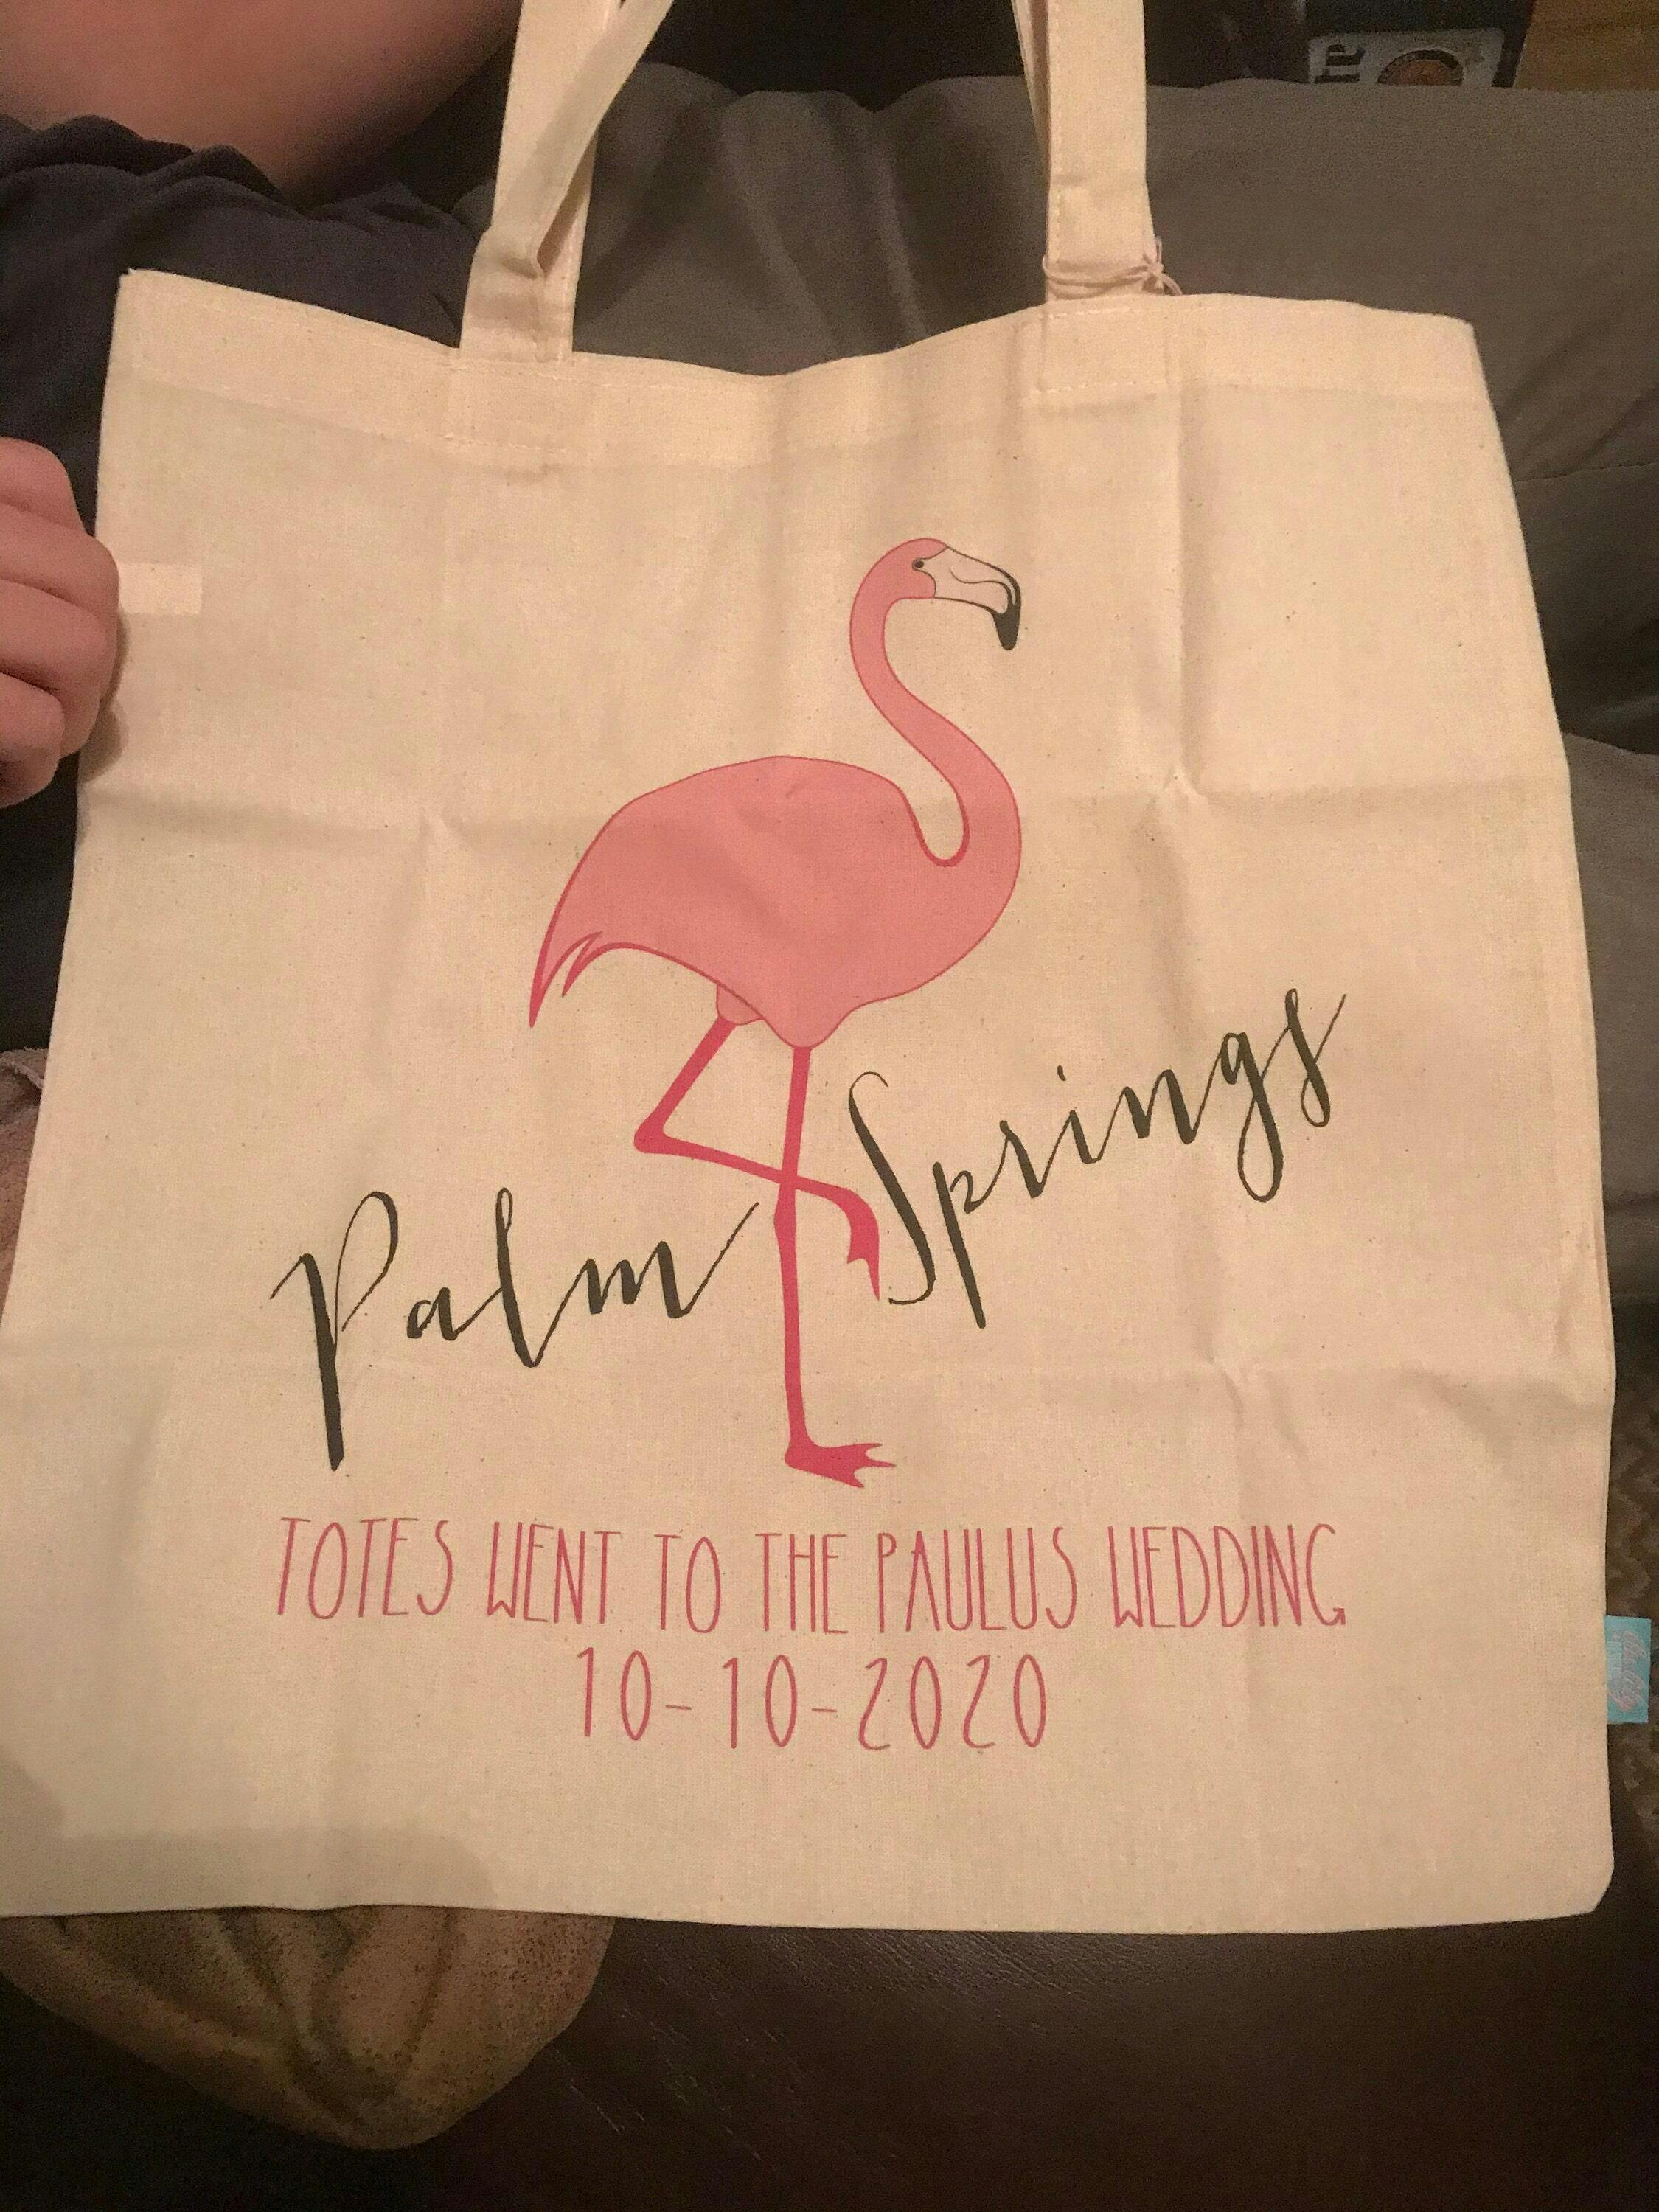 Palm Springs
TOTES WENT TO THE PAULUS WEDDING
10-10-2020